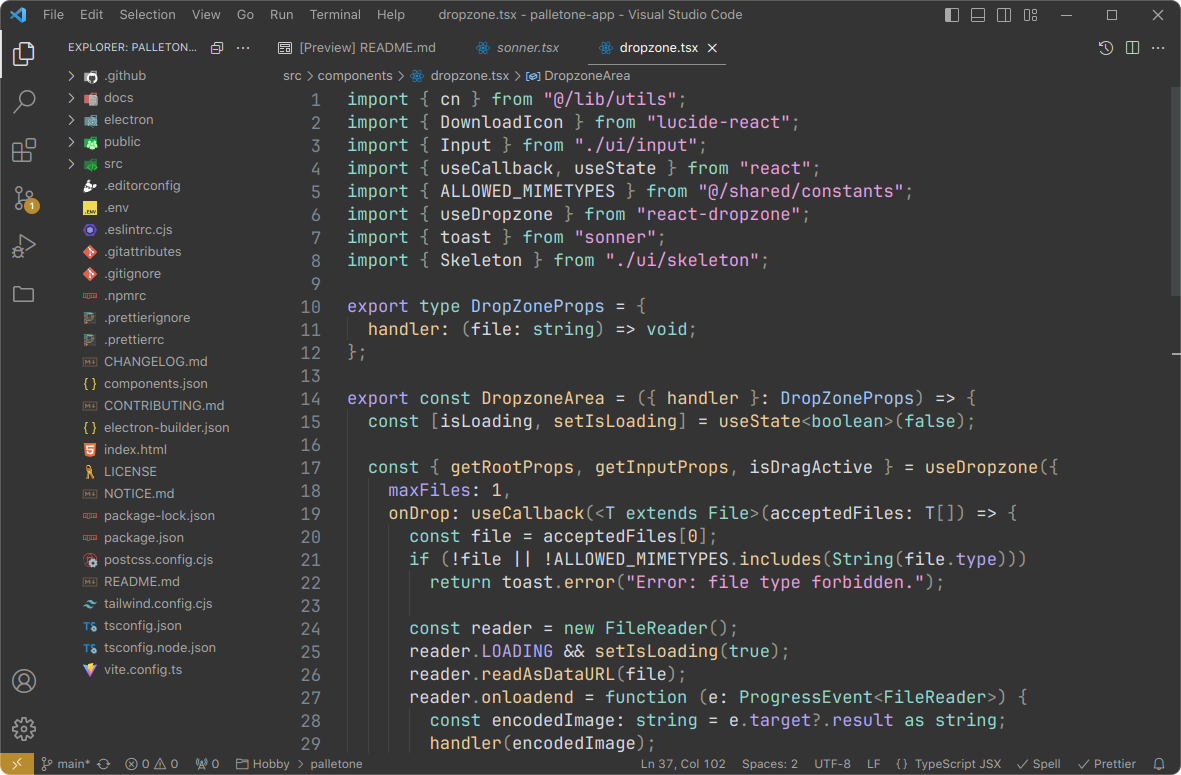 File Edit Selection View Go Run Terminal Help dropzone.tsx - palletone-app - Visual Studio Code
EXPLORER: PALLETON...
.github
docs
electron
public
src
.editorconfig
.env
.eslintrc.cjs
.gitattributes
.gitignore
.npmrc
.prettierignore
.prettierrc
CHANGELOG.md
components.json
CONTRIBUTING.md
electron-builder.json
index.html
LICENSE
NOTICE.md
package-lock.json
package.json
postcss.config.cjs
README.md
tailwind.config.cjs
tsconfig.json
tsconfig.node.json
vite.config.ts
1
[Preview] README.md sonner.tsx dropzone.tsx
src > components > dropzone.tsx > DropzoneArea
1 import { cn } from "@/lib/utils";
2 import { DownloadIcon } from "lucide-react";
3 import { Input } from "./ui/input";
4 import { useCallback, useState } from "react";
5 import { ALLOWED_MIMETYPES } from "@/shared/constants";
6 import { useDropzone } from "react-dropzone";
7 import { toast } from "sonner";
8 import { Skeleton } from "./ui/skeleton";
9
10 export type DropZoneProps = {
11 handler: (file: string) => void;
12 };
13
14 export const DropzoneArea = ({ handler }: DropZoneProps) => {
15 const [isLoading, setIsLoading] = useState<boolean>(false);
16
17 const { getRootProps, getInputProps, isDragActive } = useDropzone({
18 maxFiles: 1,
19 onDrop: useCallback(<T extends File>(acceptedFiles: T[]) => {
20 const file = acceptedFiles[0];
21 if (!file || !ALLOWED_MIMETYPES.includes(String(file.type)))
22 return toast.error("Error: file type forbidden.");
23
24 const reader = new FileReader();
25 reader.LOADING && setIsLoading(true);
26 reader.readAsDataURL(file);
27 reader.onloadend = function (e: ProgressEvent<FileReader>) {
28 const encodedImage: string = e.target?.result as string;
29 handler(encodedImage);
main* 0 0 0 Hobby > palletone Ln 37, Col 102 Spaces: 2 UTF-8 LF {} TypeScript JSX Spell Prettier